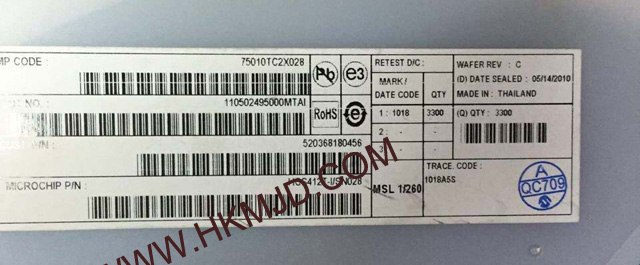 MP CODE : 75010TC2X028
NO. : 110502495000MTAI
P/N : 520368180456
MICROCHIP P/N :
Pb e3
RoHS e
RETEST D/C:
MARK / DATE CODE QTY
1 : 1018 3300
2 : -
3 : -
MSL 1/260
WAFER REV : C
(D) DATE SEALED : 05/14/2010
MADE IN : THAILAND
(Q) QTY : 3300
TRACE. CODE :
1018A5S
A
QC709
WWW.HKMJD.COM